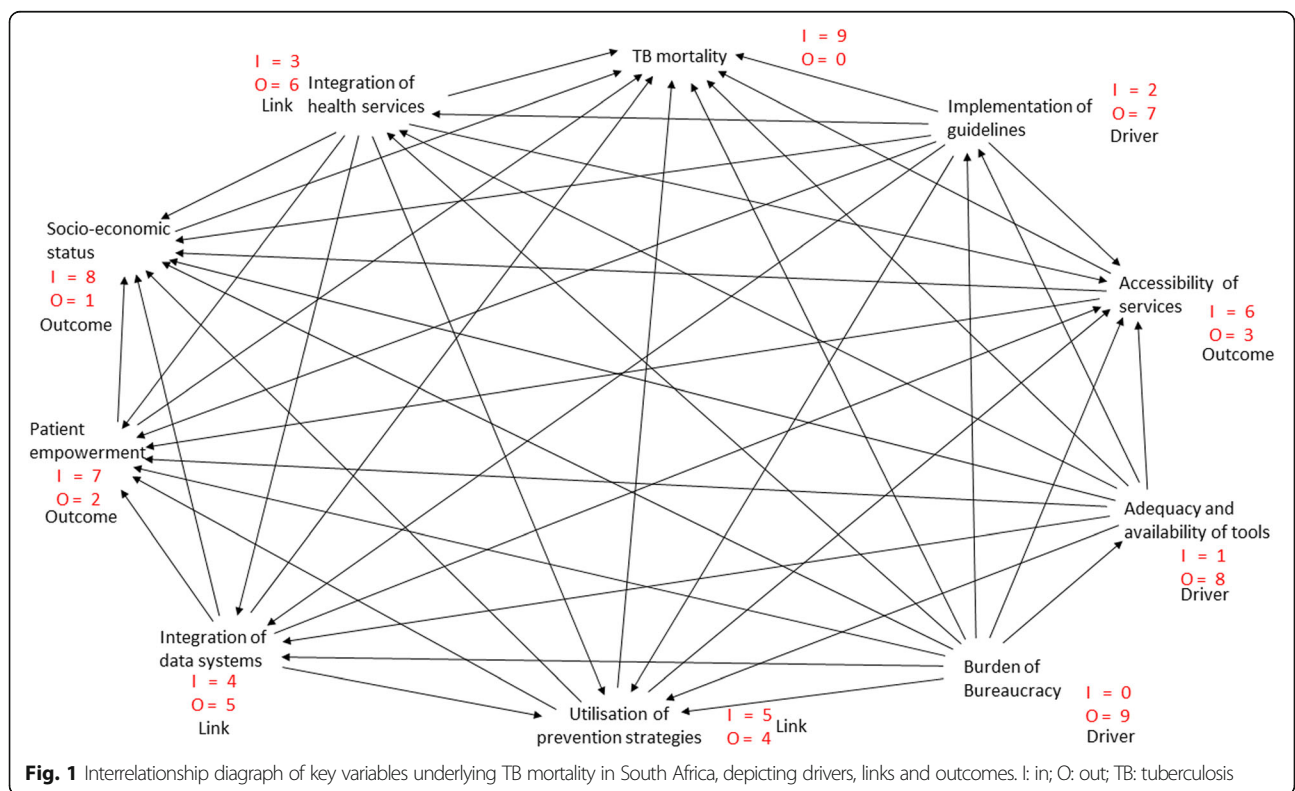 TB mortality
I = 9
O = 0
I = 3
O = 6
Link
Integration of
health services
Implementation of
guidelines
I = 2
O = 7
Driver
Socio-economic
status
I = 8
O = 1
Outcome
Accessibility of
services
I = 6
O = 3
Outcome
Patient
empowerment
I = 7
O = 2
Outcome
Adequacy and
availability of tools
I = 1
O = 8
Driver
Integration of
data systems
I = 4
O = 5
Link
Utilisation of
prevention strategies
I = 5
O = 4
Link
Burden of
Bureaucracy
I = 0
O = 9
Driver
Fig. 1 Interrelationship diagraph of key variables underlying TB mortality in South Africa, depicting drivers, links and outcomes. I: in; O: out; TB: tuberculosis